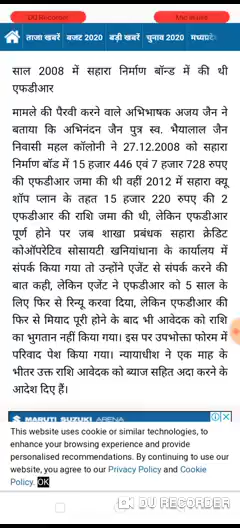 ताजा खबरें बजट 2020 बड़ी खबरें चुनाव 2020 मध्यप्रदे
साल 2008 में सहारा निर्माण बॉन्ड में की थी
एफडीआर
मामले की पैरवी करने वाले अभिभाषक अजय जैन ने
बताया कि अभिनंदन जैन पुत्र स्व. भैयालाल जैन
निवासी महल कॉलोनी ने 27.12.2008 को सहारा
निर्माण बॉंड में 15 हजार 446 एवं 7 हजार 728 रुपए
की एफडीआर जमा की थी वहीं 2012 में सहारा क्यू
शॉप प्लान के तहत 15 हजार 220 रुपए की 2
एफडीआर की राशि जमा की थी, लेकिन एफडीआर
पूर्ण होने पर जब शाखा प्रबंधक सहारा क्रेडिट
कोऑपरेटिव सोसायटी खनियांधाना के कार्यालय में
संपर्क किया गया तो उन्होंने एजेंट से संपर्क करने की
बात कही, लेकिन एजेंट ने एफडीआर को 5 साल के
लिए फिर से रिन्यू करवा दिया, लेकिन एफडीआर की
फिर से मियाद पूरी होने के बाद भी आवेदक को राशि
का भुगतान नहीं किया गया। इस पर उपभोक्ता फोरम में
परिवाद पेश किया गया। न्यायाधीश ने एक माह के
भीतर उक्त राशि आवेदक को ब्याज सहित अदा करने के
आदेश दिए हैं।
MARUTI SUZUKI ARENA
This website uses cookie or similar technologies, to
enhance your browsing experience and provide
personalised recommendations. By continuing to use our
website, you agree to our Privacy Policy and Cookie
Policy. OK
DU RECORDER